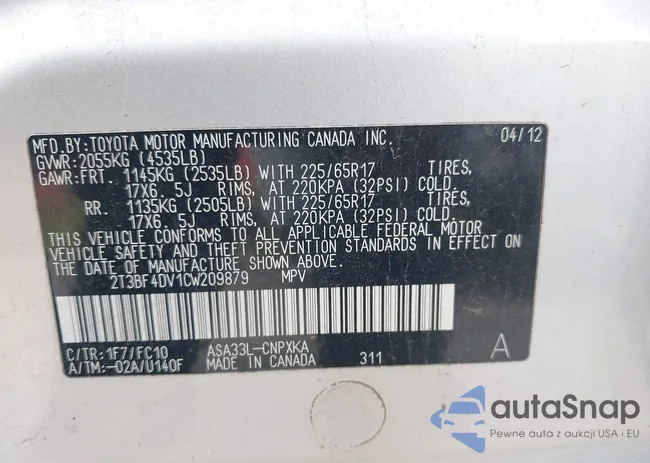 MFD.BY:TOYOTA MOTOR MANUFACTURING CANADA INC. 04/12
GVWR:2055KG (4535LB)
GAWR:FRT. 1145KG (2535LB) WITH 225/65R17 TIRES,
17X6. 5J RIMS, AT 220KPA (32PSI) COLD.
RR. 1135KG (2505LB) WITH 225/65R17 TIRES,
17X6. 5J RIMS, AT 220KPA (32PSI) COLD.
THIS VEHICLE CONFORMS TO ALL APPLICABLE FEDERAL MOTOR
VEHICLE SAFETY AND THEFT PREVENTION STANDARDS IN EFFECT ON
THE DATE OF MANUFACTURE SHOWN ABOVE.
2T3BF4DV1CW209879 MPV
C/TR:1F7/FC10 ASA33L-CNPXKA
A/TM:-02A/U140F MADE IN CANADA 311 A
autaSnap
Pewne auta z aukcji USA i EU